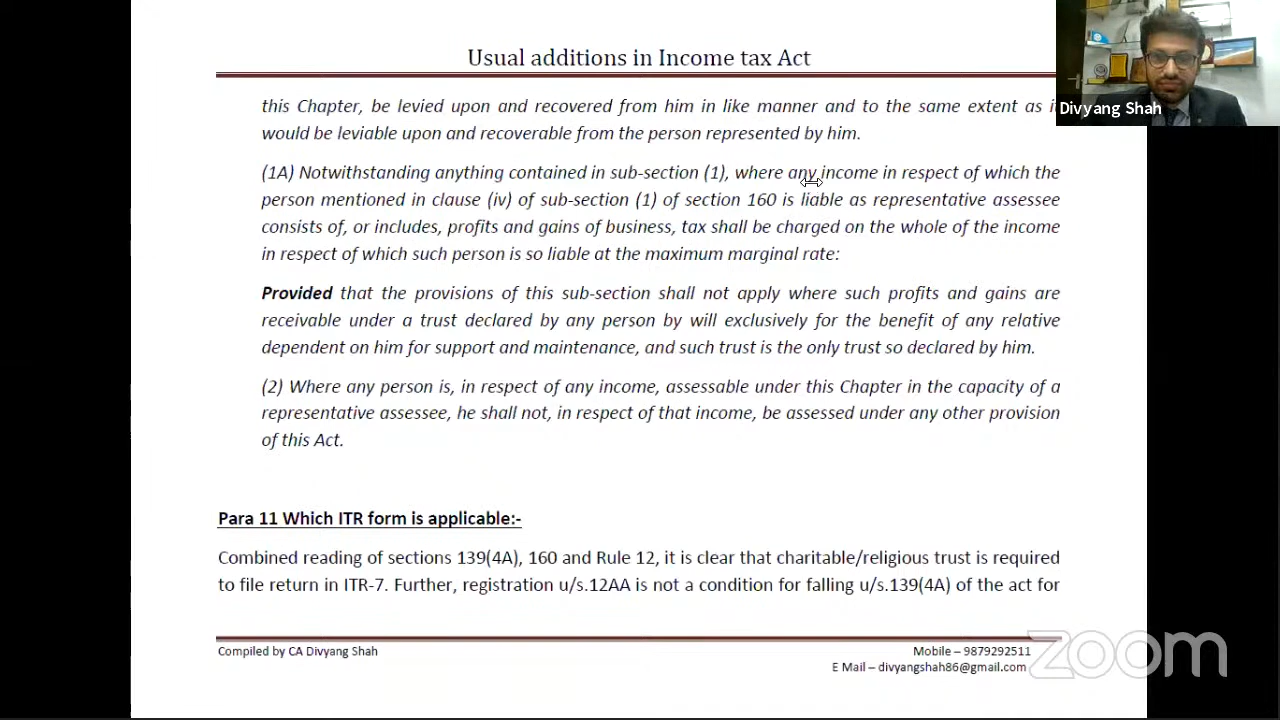 Usual additions in Income tax Act
this Chapter, be levied upon and recovered from him in like manner and to the same extent as i
would be leviable upon and recoverable from the person represented by him.
Divyang Shah
(1A) Notwithstanding anything contained in sub-section (1), where any income in respect of which the
person mentioned in clause (iv) of sub-section (1) of section 160 is liable as representative assessee
consists of, or includes, profits and gains of business, tax shall be charged on the whole of the income
in respect of which such person is so liable at the maximum marginal rate:
Provided that the provisions of this sub-section shall not apply where such profits and gains are
receivable under a trust declared by any person by will exclusively for the benefit of any relative
dependent on him for support and maintenance, and such trust is the only trust so declared by him.
(2) Where any person is, in respect of any income, assessable under this Chapter in the capacity of a
representative assessee, he shall not, in respect of that income, be assessed under any other provision
of this Act.
Para 11 Which ITR form is applicable:-
Combined reading of sections 139(4A), 160 and Rule 12, it is clear that charitable/religious trust is required
to file return in ITR-7. Further, registration u/s.12AA is not a condition for falling u/s.139(4A) of the act for
Compiled by CA Divyang Shah
Mobile – 9879292511
E Mail – divyangshah86@gmail.com
zoom